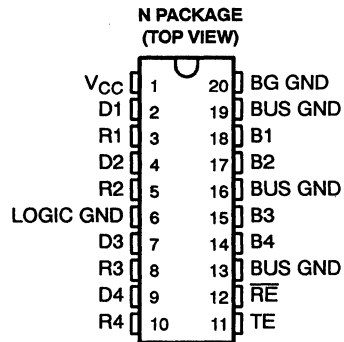 N PACKAGE
(TOP VIEW)
VCC 1 20 BG GND
D1 2 19 BUS GND
R1 3 18 B1
D2 4 17 B2
R2 5 16 BUS GND
LOGIC GND 6 15 B3
D3 7 14 B4
R3 8 13 BUS GND
D4 9 12 R̅E̅
R4 10 11 TE